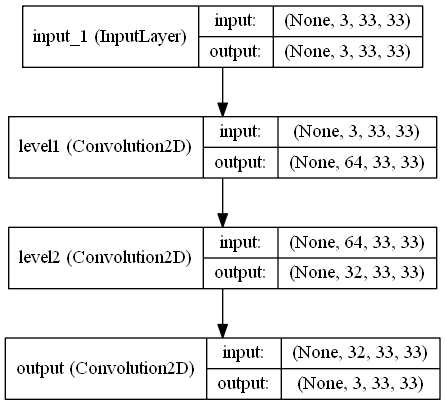 input_1 (InputLayer)
input: (None, 3, 33, 33)
output: (None, 3, 33, 33)
level1 (Convolution2D)
input: (None, 3, 33, 33)
output: (None, 64, 33, 33)
level2 (Convolution2D)
input: (None, 64, 33, 33)
output: (None, 32, 33, 33)
output (Convolution2D)
input: (None, 32, 33, 33)
output: (None, 3, 33, 33)